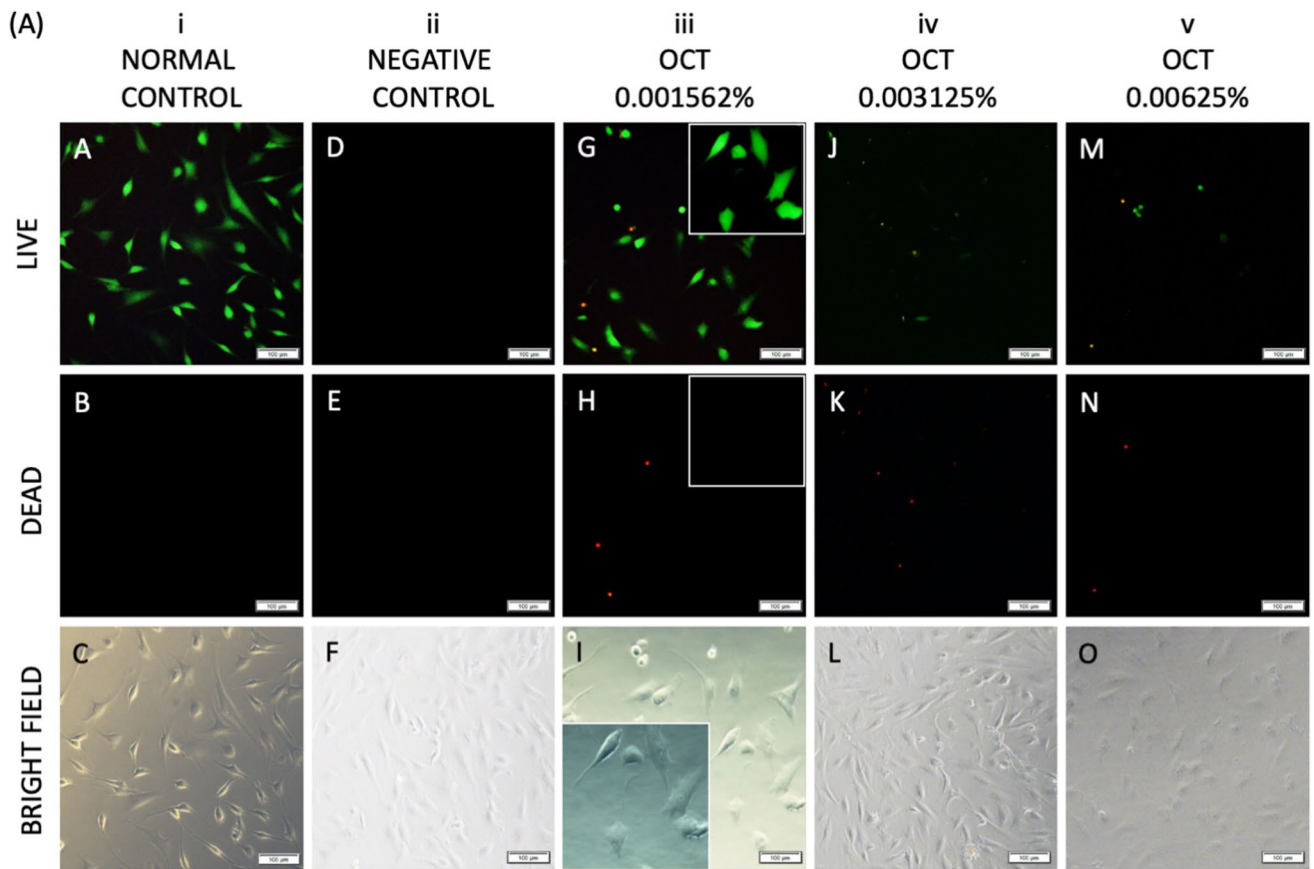 (A)
i
NORMAL
CONTROL
ii
NEGATIVE
CONTROL
iii
OCT
0.001562%
iv
OCT
0.003125%
v
OCT
0.00625%
LIVE
A
100 µm
D
100 µm
G
100 µm
J
100 µm
M
100 µm
DEAD
B
100 µm
E
100 µm
H
100 µm
K
100 µm
N
100 µm
BRIGHT FIELD
C
100 µm
F
100 µm
I
100 µm
L
100 µm
O
100 µm